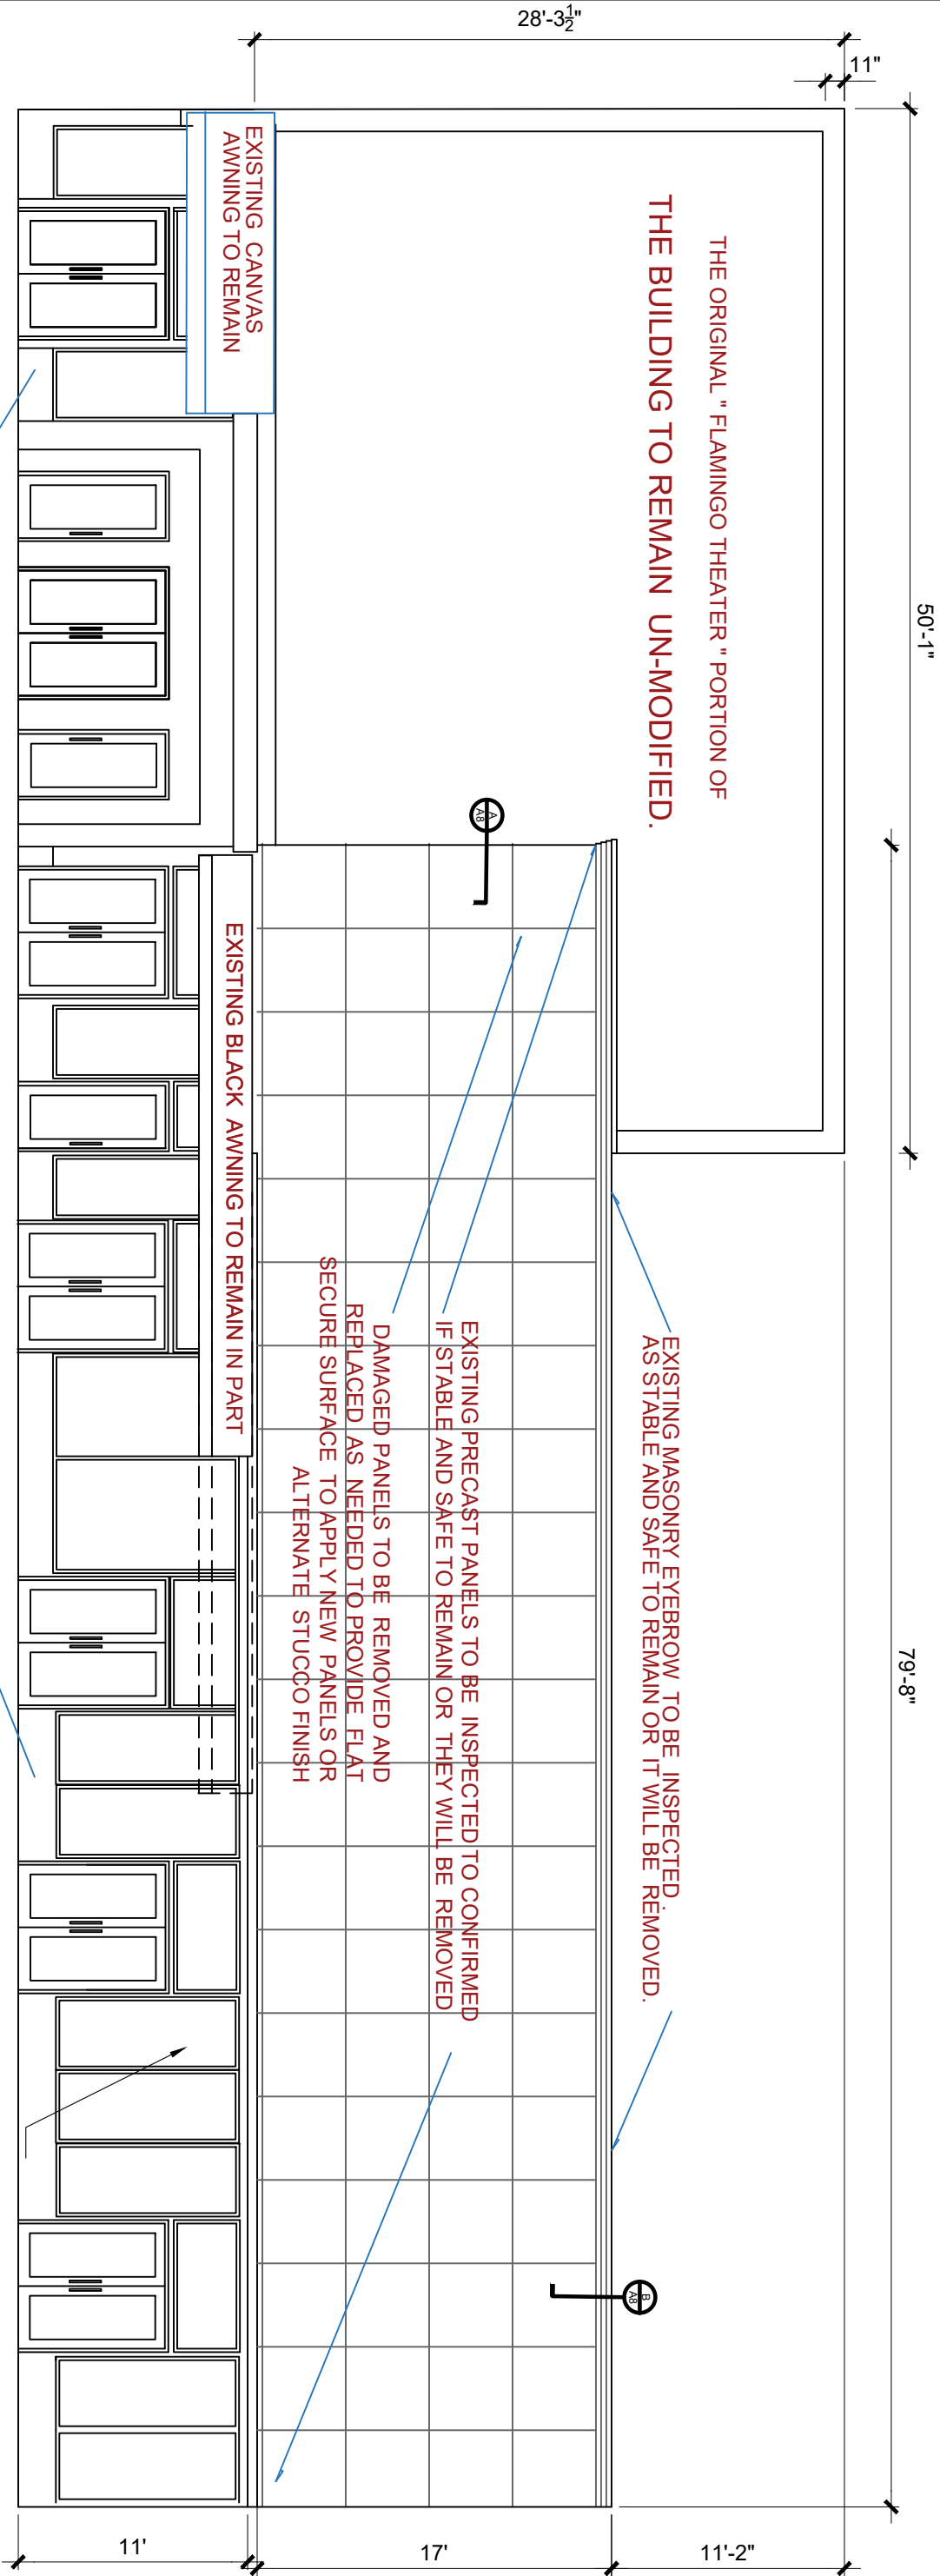 28'-3½"
11"
50'-1"
79'-8"
THE ORIGINAL " FLAMINGO THEATER " PORTION OF
THE BUILDING TO REMAIN UN-MODIFIED.
EXISTING CANVAS
AWNING TO REMAIN
A
A8
EXISTING BLACK AWNING TO REMAIN IN PART
EXISTING MASONRY EYEBROW TO BE INSPECTED .
AS STABLE AND SAFE TO REMAIN OR IT WILL BE REMOVED.
EXISTING PRECAST PANELS TO BE INSPECTED TO CONFIRMED
IF STABLE AND SAFE TO REMAIN OR THEY WILL BE REMOVED
DAMAGED PANELS TO BE REMOVED AND
REPLACED AS NEEDED TO PROVIDE FLAT
SECURE SURFACE TO APPLY NEW PANELS OR
ALTERNATE STUCCO FINISH
B
A8
11'-2"
17'
11'